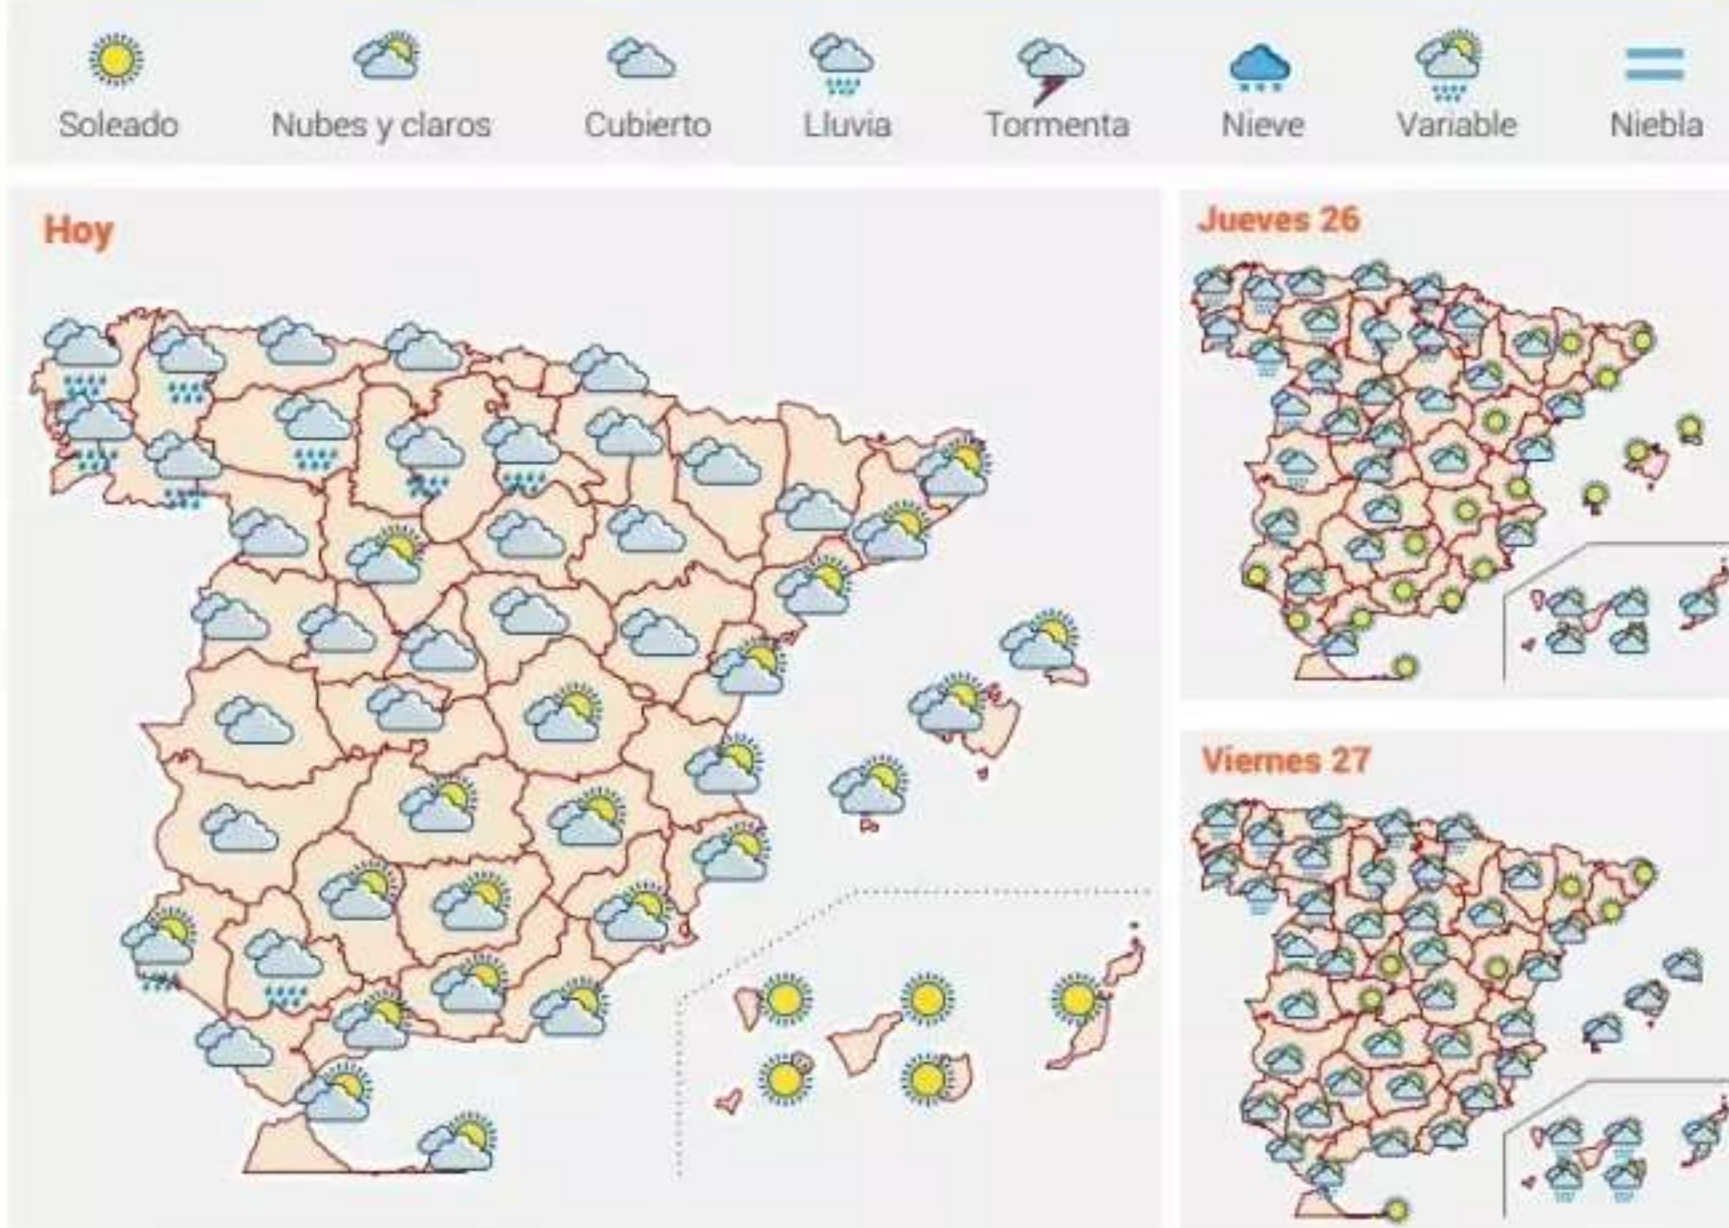 Soleado Nubes y claros Cubierto Lluvia Tormenta Nieve Variable Niebla
Hoy
Jueves 26
Viernes 27